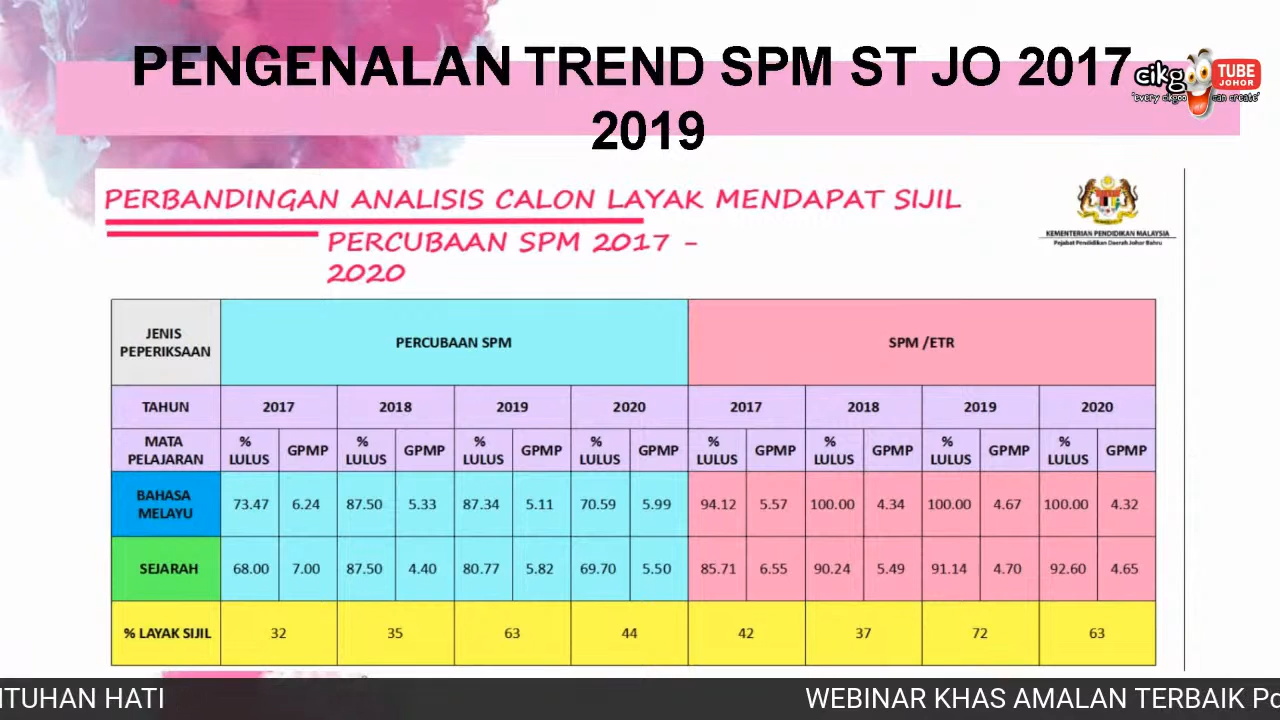 PENGENALAN TREND SPM ST JO 2017
2019
cikgoo TUBE
JOHOR
'every cikgoo can create'
PERBANDINGAN ANALISIS CALON LAYAK MENDAPAT SIJIL
PERCUBAAN SPM 2017 -
2020
KEMENTERIAN PENDIDIKAN MALAYSIA
Pejabat Pendidikan Daerah Johor Bahru
JENIS PEPERIKSAAN PERCUBAAN SPM SPM /ETR
TAHUN 2017 2018 2019 2020 2017 2018 2019 2020
MATA PELAJARAN % LULUS GPMP % LULUS GPMP % LULUS GPMP % LULUS GPMP % LULUS GPMP % LULUS GPMP % LULUS GPMP % LULUS GPMP
BAHASA MELAYU 73.47 6.24 87.50 5.33 87.34 5.11 70.59 5.99 94.12 5.57 100.00 4.34 100.00 4.67 100.00 4.32
SEJARAH 68.00 7.00 87.50 4.40 80.77 5.82 69.70 5.50 85.71 6.55 90.24 5.49 91.14 4.70 92.60 4.65
% LAYAK SIJIL 32 35 63 44 42 37 72 63
NTUHAN HATI WEBINAR KHAS AMALAN TERBAIK